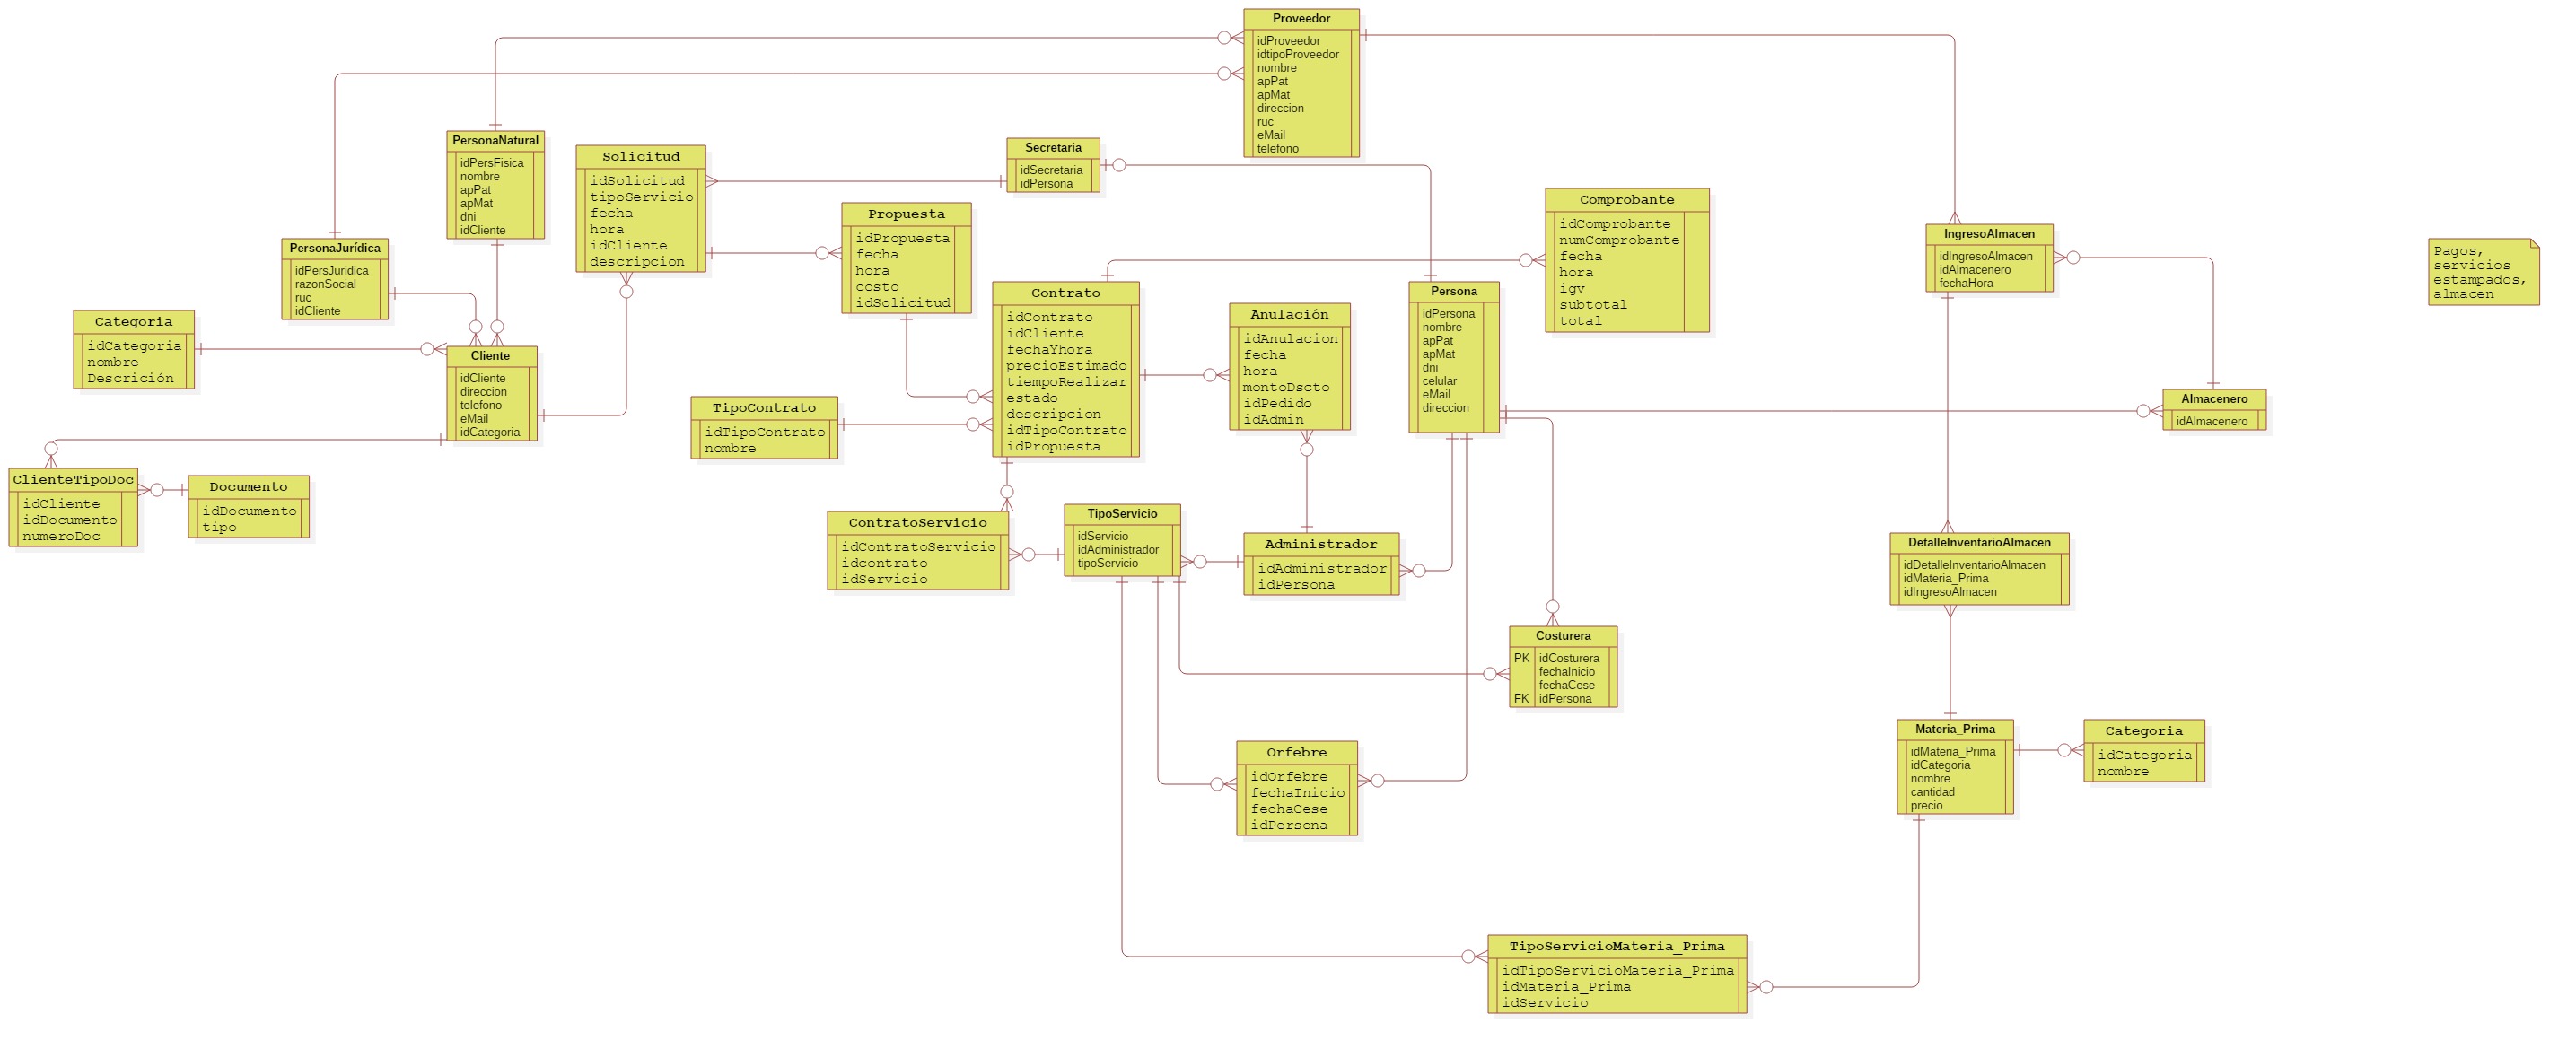 Proveedor
idProveedor
idtipoProveedor
nombre
apPat
apMat
direccion
ruc
eMail
telefono
PersonaNatural
idPersFisica
nombre
apPat
apMat
dni
idCliente
Solicitud
idSolicitud
tipoServicio
fecha
hora
idCliente
descripcion
Secretaria
idSecretaria
idPersona
Propuesta
idPropuesta
fecha
hora
costo
idSolicitud
Comprobante
idComprobante
numComprobante
fecha
hora
igv
subtotal
total
IngresoAlmacen
idIngresoAlmacen
idAlmacenero
fechaHora
Pagos,
servicios
estampados,
almacen
PersonaJurídica
idPersJuridica
razonSocial
ruc
idCliente
Categoria
idCategoria
nombre
Descrición
Cliente
idCliente
direccion
telefono
eMail
idCategoria
Contrato
idContrato
idCliente
fechaYhora
precioEstimado
tiempoRealizar
estado
descripcion
idTipoContrato
idPropuesta
Anulación
idAnulacion
fecha
hora
montoDscto
idPedido
idAdmin
Persona
idPersona
nombre
apPat
apMat
dni
celular
eMail
direccion
Almacenero
idAlmacenero
TipoContrato
idTipoContrato
nombre
ClienteTipoDoc
idCliente
idDocumento
numeroDoc
Documento
idDocumento
tipo
ContratoServicio
idContratoServicio
idcontrato
idServicio
TipoServicio
idServicio
idAdministrador
tipoServicio
Administrador
idAdministrador
idPersona
DetalleInventarioAlmacen
idDetalleInventarioAlmacen
idMateria_Prima
idIngresoAlmacen
Costurera
PK idCosturera
fechaInicio
fechaCese
FK idPersona
Orfebre
idOrfebre
fechaInicio
fechaCese
idPersona
Materia_Prima
idMateria_Prima
idCategoria
nombre
cantidad
precio
Categoria
idCategoria
nombre
TipoServicioMateria_Prima
idTipoServicioMateria_Prima
idMateria_Prima
idServicio